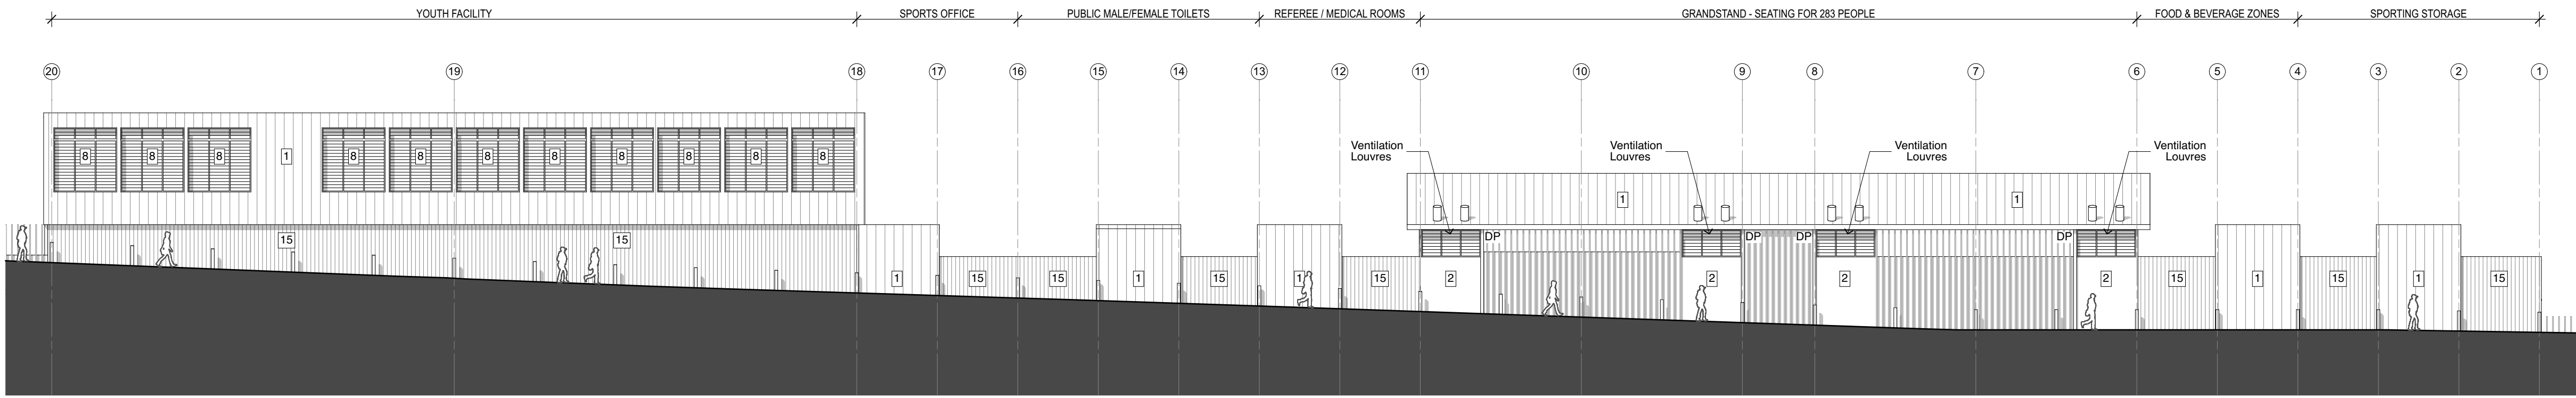 YOUTH FACILITY
SPORTS OFFICE
PUBLIC MALE/FEMALE TOILETS
REFEREE / MEDICAL ROOMS
GRANDSTAND - SEATING FOR 283 PEOPLE
FOOD & BEVERAGE ZONES
SPORTING STORAGE
20 19 18 17 16 15 14 13 12 11 10 9 8 7 6 5 4 3 2 1
Ventilation
Louvres
Ventilation
Louvres
Ventilation
Louvres
Ventilation
Louvres
8 8 8 1 8 8 8 8 8 8 8 8
1 1
DP DP DP DP
15 15
1 15 15 1 15 1 15 2 2 2 2 15 1 15 1 15